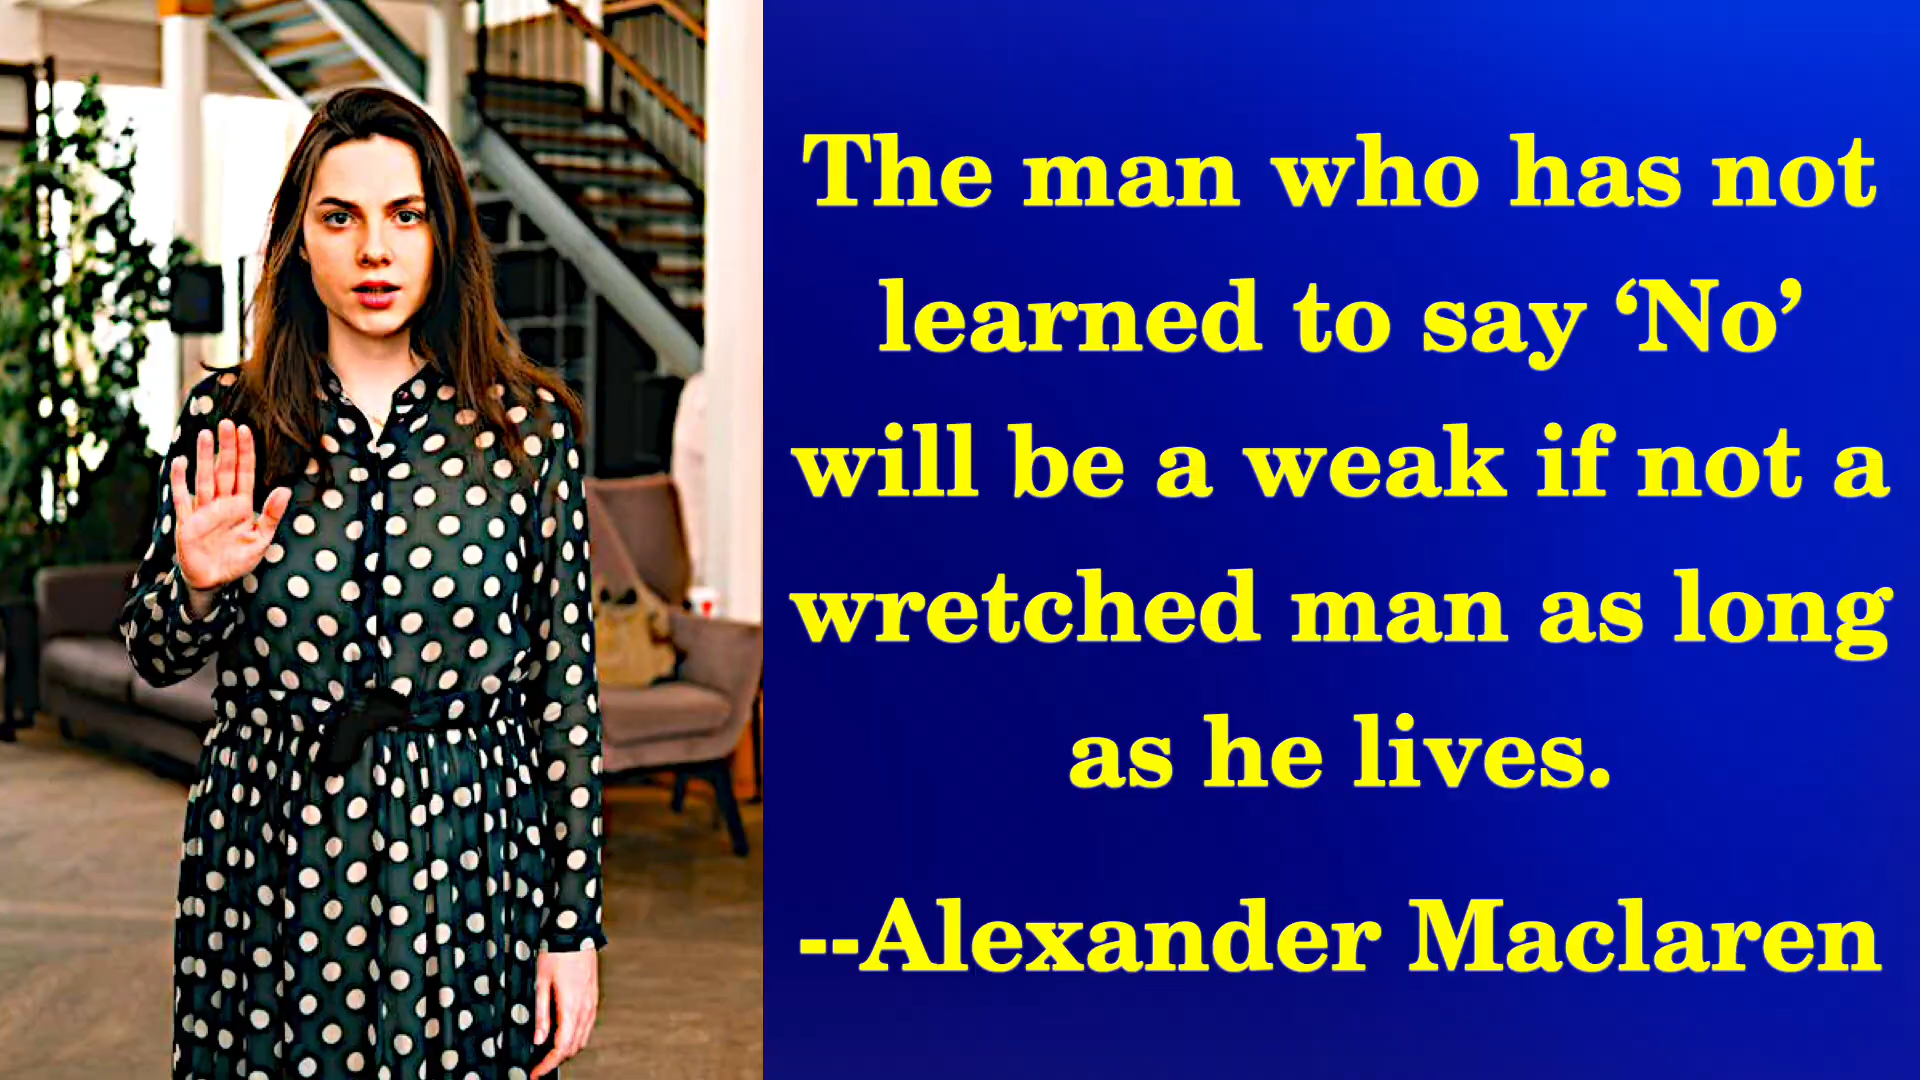 The man who has not
learned to say ‘No’
will be a weak if not a
wretched man as long
as he lives.
--Alexander Maclaren